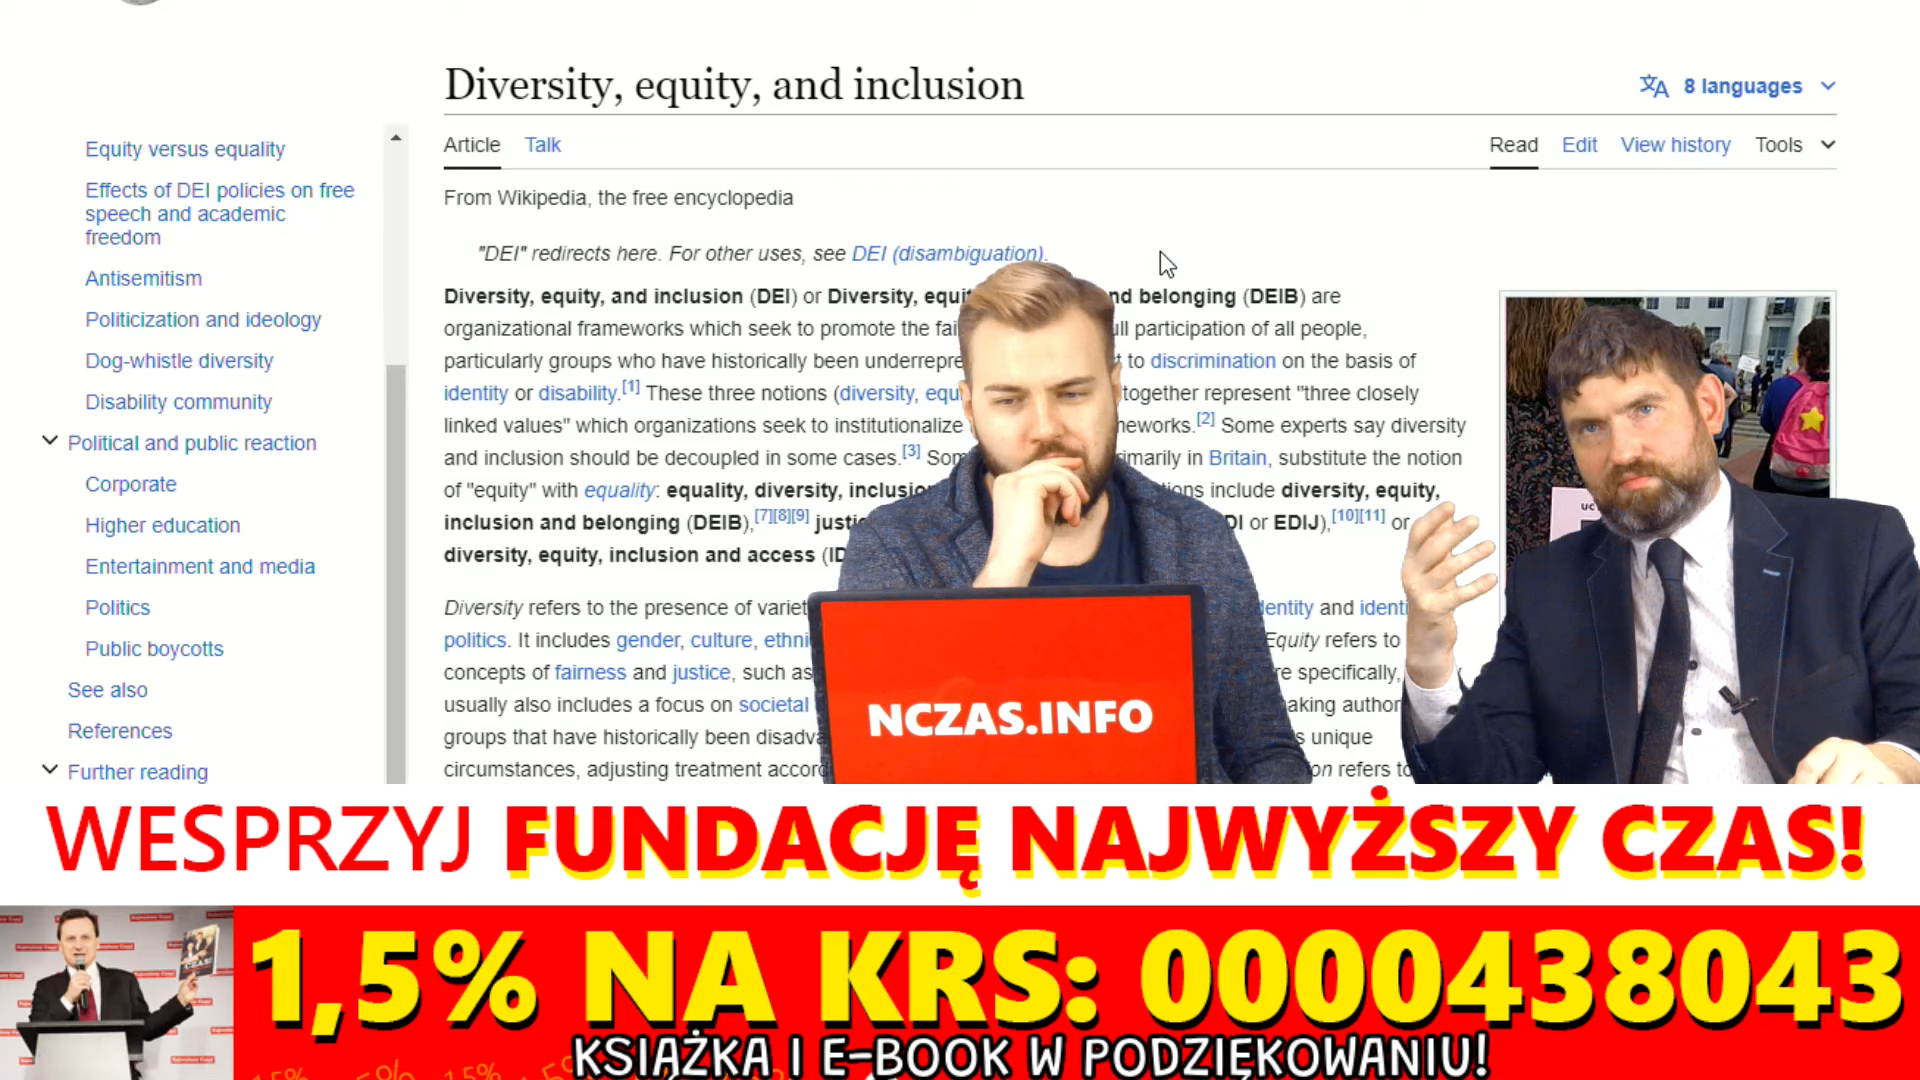 Diversity, equity, and inclusion
8 languages
Equity versus equality
Effects of DEI policies on free
speech and academic
freedom
Antisemitism
Politicization and ideology
Dog-whistle diversity
Disability community
Political and public reaction
Corporate
Higher education
Entertainment and media
Politics
Public boycotts
See also
References
Further reading
Article Talk
Read Edit View history Tools
From Wikipedia, the free encyclopedia
"DEI" redirects here. For other uses, see DEI (disambiguation).
Diversity, equity, and inclusion (DEI) or Diversity, equi nd belonging (DEIB) are
organizational frameworks which seek to promote the fai ull participation of all people,
particularly groups who have historically been underrepre t to discrimination on the basis of
identity or disability.[1] These three notions (diversity, equ together represent "three closely
linked values" which organizations seek to institutionalize meworks.[2] Some experts say diversity
and inclusion should be decoupled in some cases.[3] Som rimarily in Britain, substitute the notion
of "equity" with equality: equality, diversity, inclusio tions include diversity, equity,
inclusion and belonging (DEIB),[7][8][9] justi DI or EDIJ),[10][11] or
diversity, equity, inclusion and access (ID
Diversity refers to the presence of variet dentity and identi
politics. It includes gender, culture, ethni Equity refers to
concepts of fairness and justice, such as re specifically,
usually also includes a focus on societal aking author
groups that have historically been disadva s unique
circumstances, adjusting treatment accord on refers to
UC
NCZAS.INFO
WESPRZYJ FUNDACJĘ NAJWYŻSZY CZAS!
1,5% NA KRS: 0000438043
KSIĄŻKA I E-BOOK W PODZIĘKOWANIU!